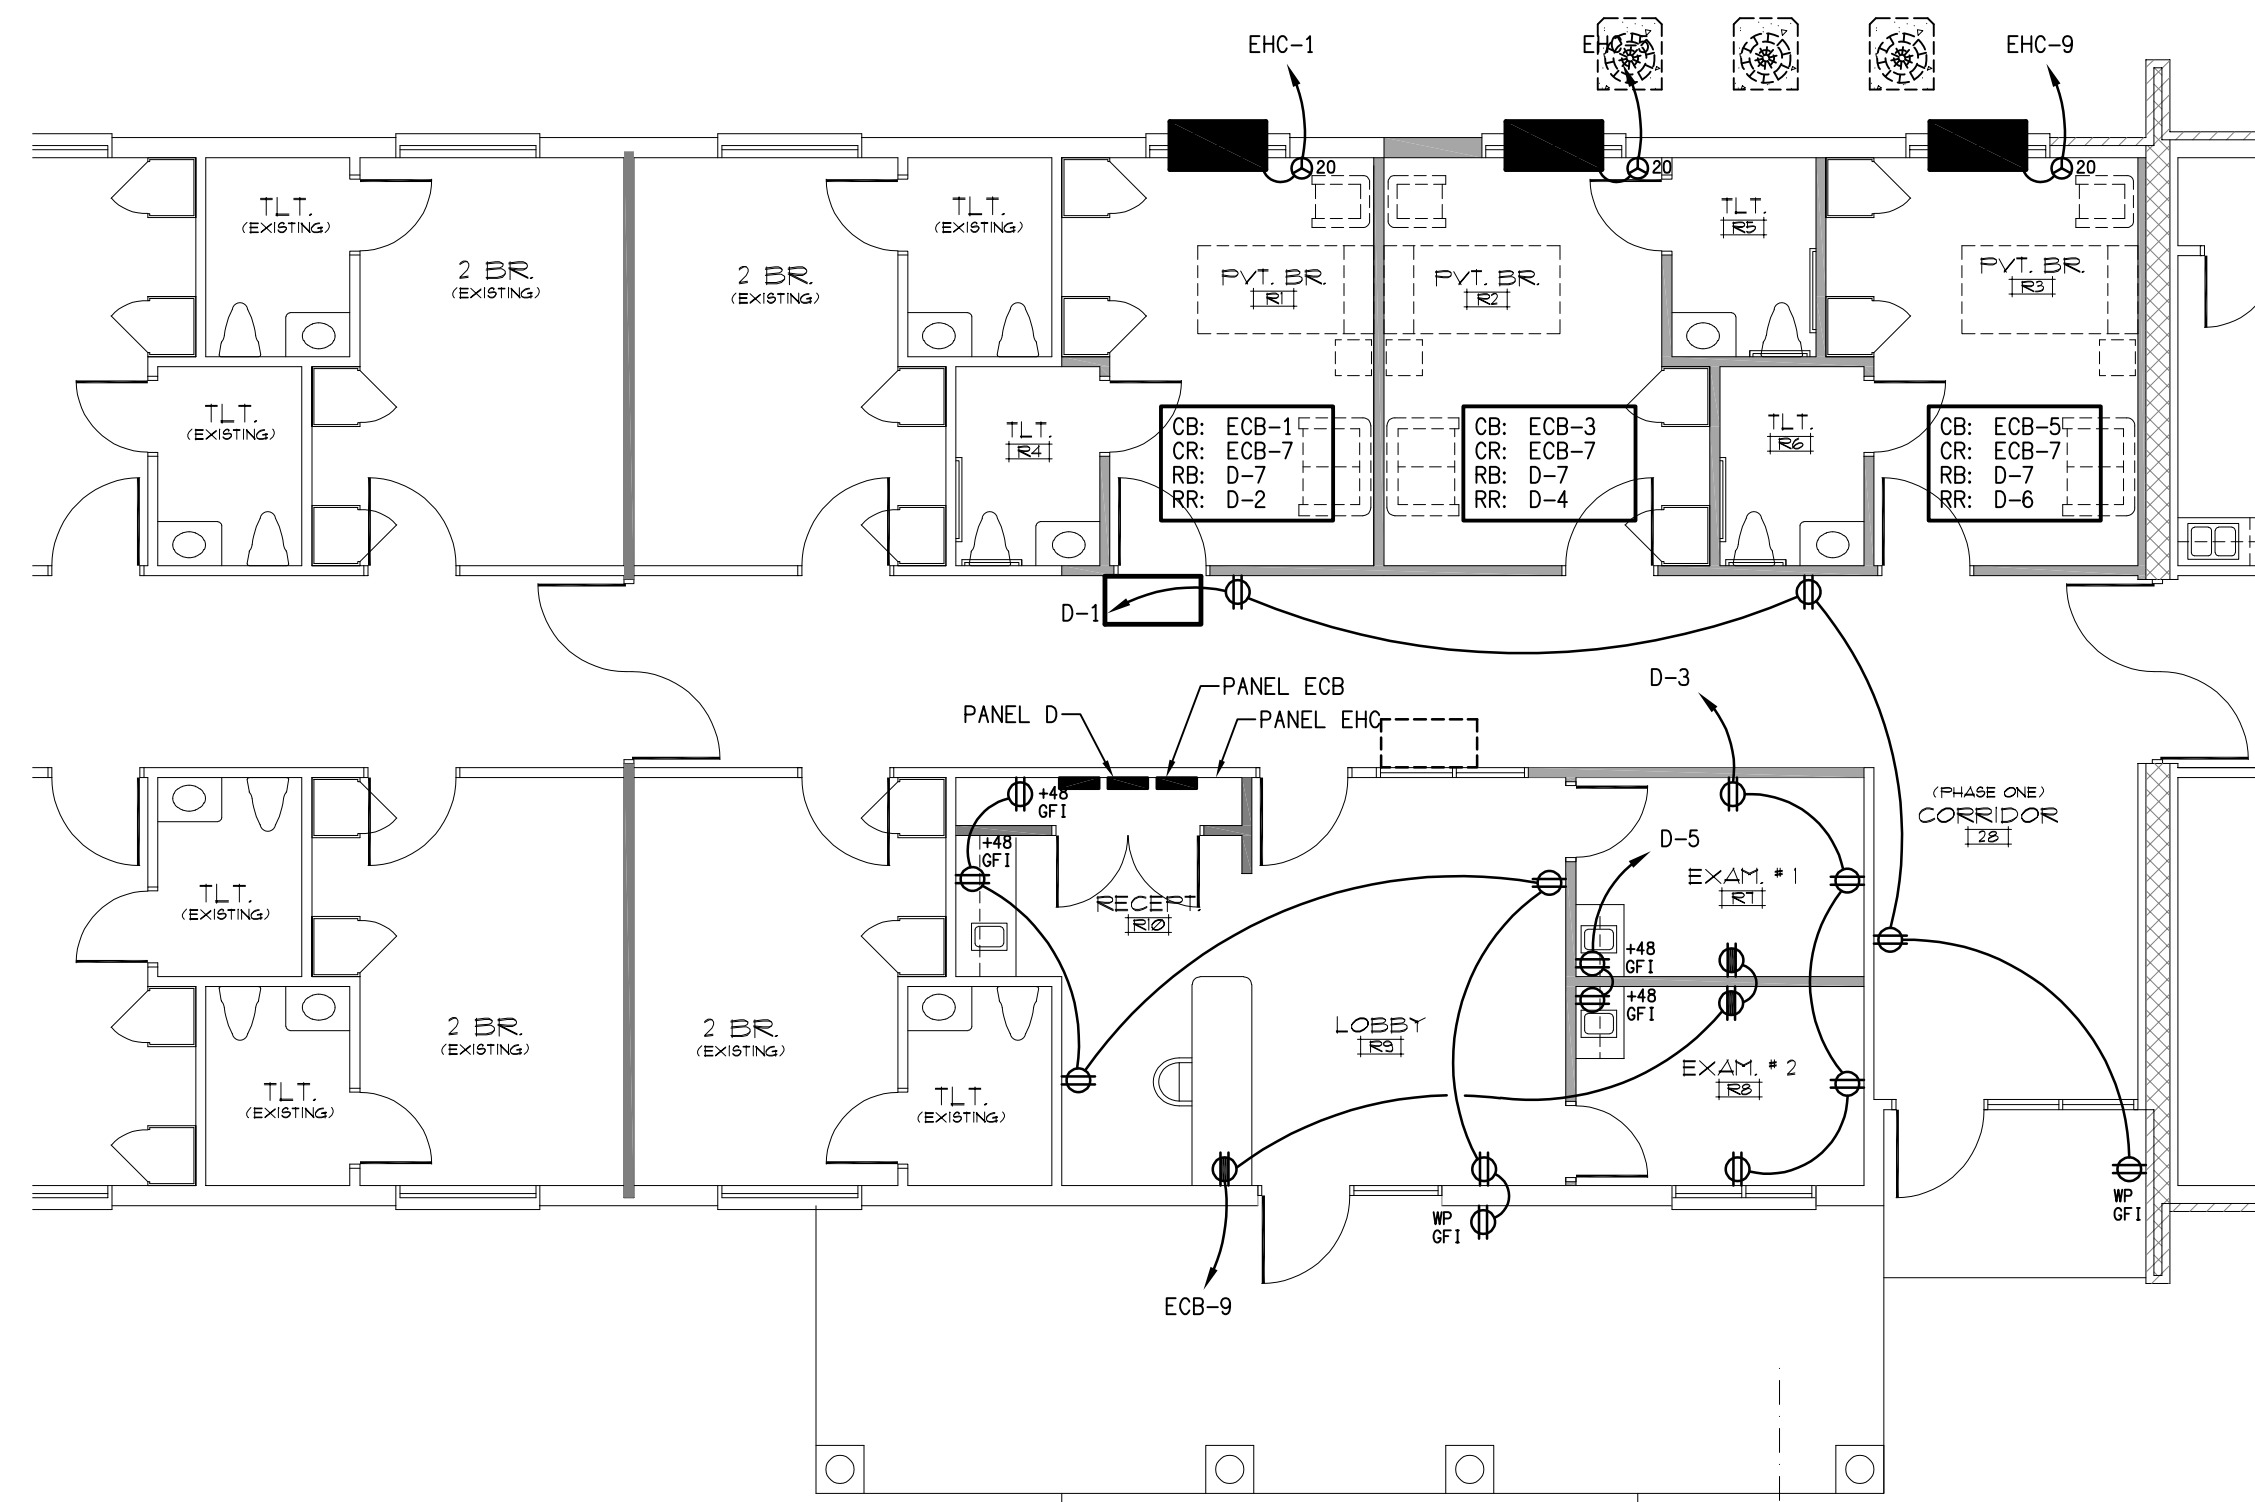 EHC-1
EHC-5
EHC-9
20
20
20
TLT.
(EXISTING)
TLT.
(EXISTING)
TLT.
R5
2 BR.
(EXISTING)
2 BR.
(EXISTING)
PVT. BR.
R1
PVT. BR.
R2
PVT. BR.
R3
TLT.
(EXISTING)
TLT.
R4
TLT.
R6
CB: ECB-1
CR: ECB-7
RB: D-7
RR: D-2
CB: ECB-3
CR: ECB-7
RB: D-7
RR: D-4
CB: ECB-5
CR: ECB-7
RB: D-7
RR: D-6
D-1
D-3
PANEL ECB
PANEL D
PANEL EHC
+48
GFI
+48
GFI
(PHASE ONE)
CORRIDOR
28
D-5
EXAM. # 1
R7
TLT.
(EXISTING)
RECEPT.
R10
+48
GFI
+48
GFI
2 BR.
(EXISTING)
2 BR.
(EXISTING)
LOBBY
R9
EXAM. # 2
R8
TLT.
(EXISTING)
TLT.
(EXISTING)
WP
GFI
WP
GFI
ECB-9